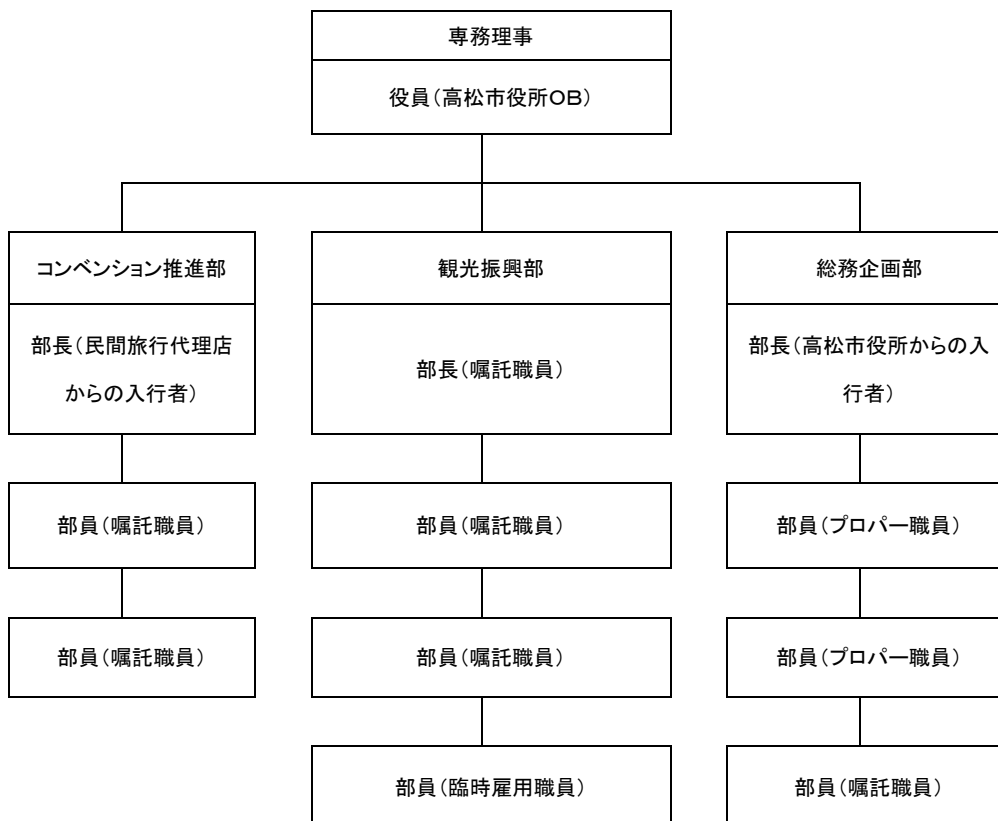 専務理事
役員(高松市役所OB)
コンベンション推進部
部長(民間旅行代理店
からの入行者)
部員(嘱託職員)
部員(嘱託職員)
観光振興部
部長(嘱託職員)
部員(嘱託職員)
部員(嘱託職員)
部員(臨時雇用職員)
総務企画部
部長(高松市役所からの入
行者)
部員(プロパー職員)
部員(プロパー職員)
部員(嘱託職員)